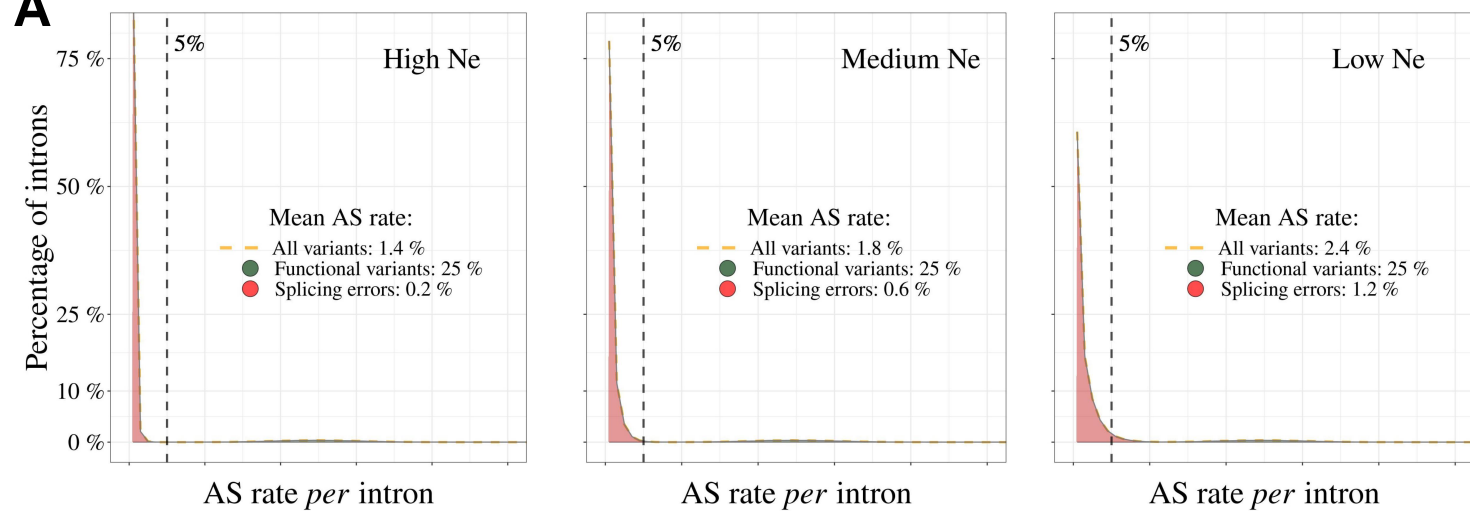 A
Percentage of introns
75 %
50 %
25 %
10 %
0 %
5%
High Ne
Mean AS rate:
All variants: 1.4 %
Functional variants: 25 %
Splicing errors: 0.2 %
AS rate per intron
5%
Medium Ne
Mean AS rate:
All variants: 1.8 %
Functional variants: 25 %
Splicing errors: 0.6 %
AS rate per intron
5%
Low Ne
Mean AS rate:
All variants: 2.4 %
Functional variants: 25 %
Splicing errors: 1.2 %
AS rate per intron